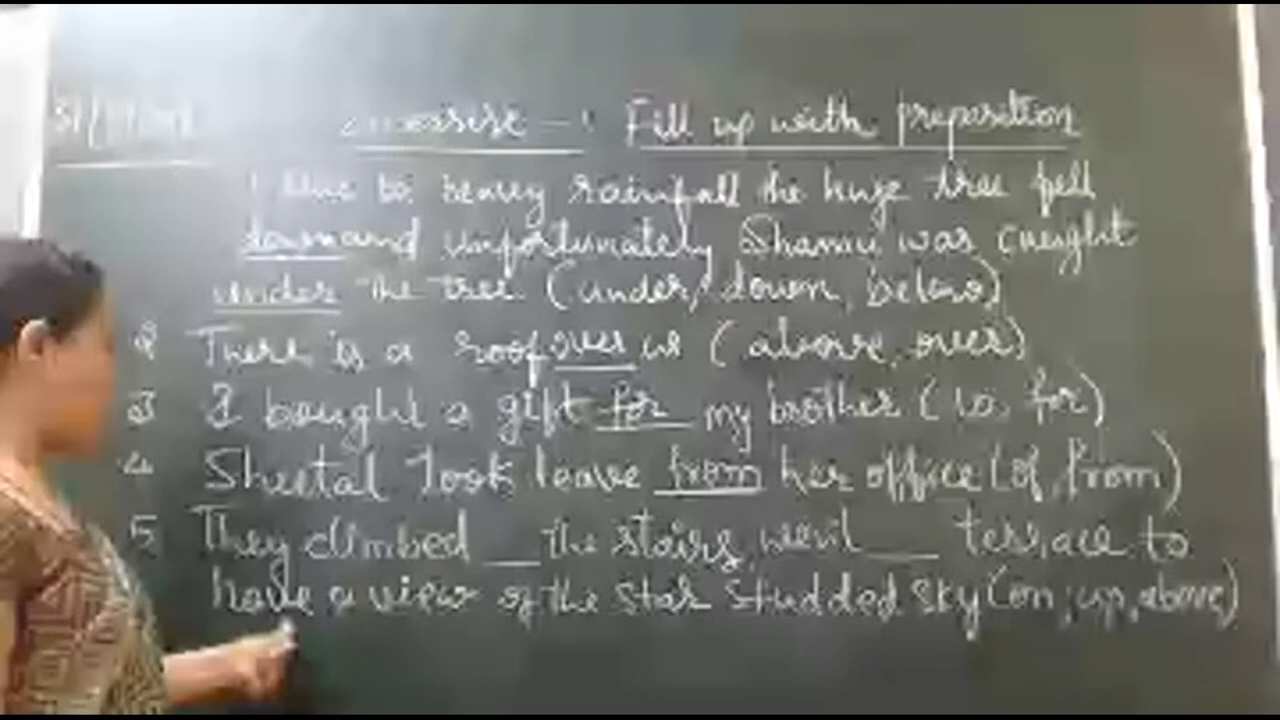 Fill up with preposition
1 Due to heavy rainfall the huge tree fell
down and unfortunately Shamu was caught
under the tree (under, down, below)
2 There is a roof over us (above, over)
3 I bought a gift for my brother (to, for)
4 Sheetal took leave from her office (of, from)
5 They climbed __ the stairs, went ___ terrace to
have a view of the star studded sky (on, up, above)